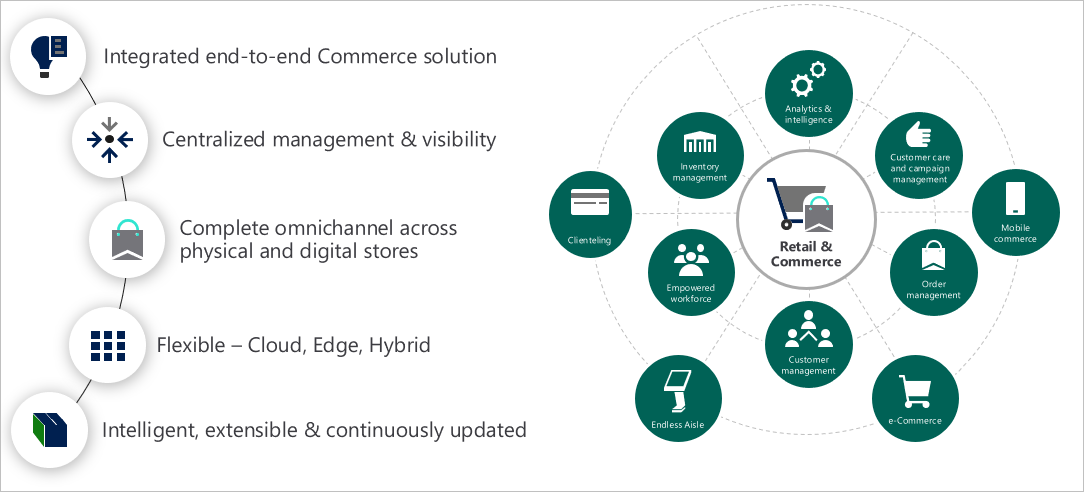 Integrated end-to-end Commerce solution
Centralized management & visibility
Complete omnichannel across
physical and digital stores
Flexible – Cloud, Edge, Hybrid
Intelligent, extensible & continuously updated
Analytics &
intelligence
Inventory
management
Customer care
and campaign
management
Clienteling
Mobile
commerce
Retail &
Commerce
Empowered
workforce
Order
management
Customer
management
Endless Aisle
e-Commerce